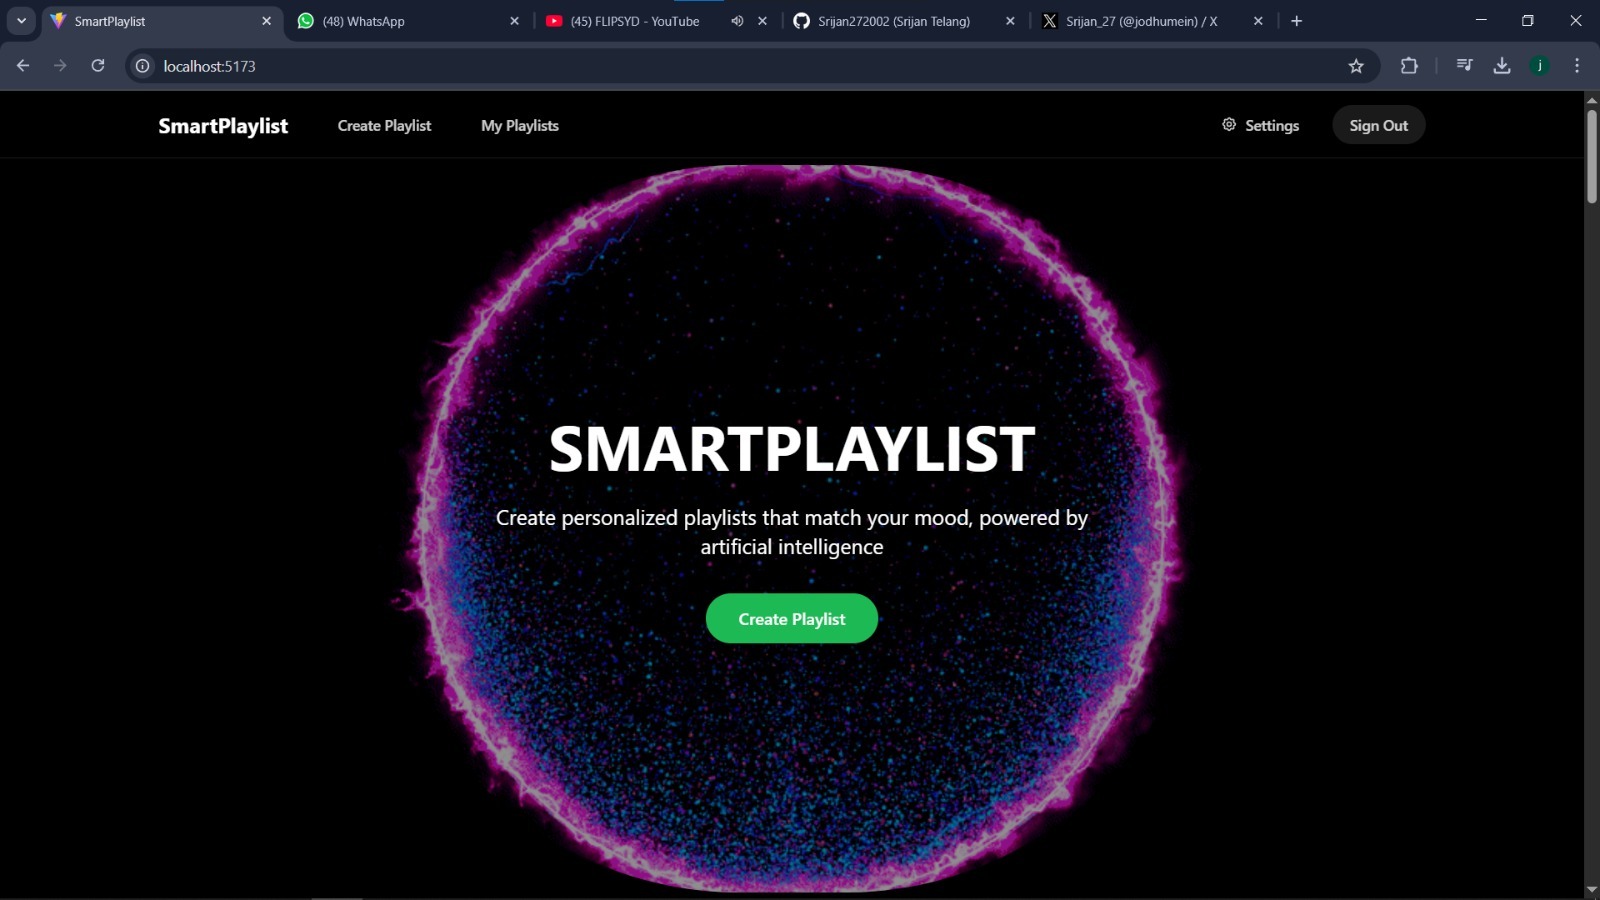 SmartPlaylist
(48) WhatsApp
(45) FLIPSYD - YouTube
Srijan272002 (Srijan Telang)
Srijan_27 (@jodhumein) / X
localhost:5173
j
SmartPlaylist
Create Playlist
My Playlists
Settings
Sign Out
SMARTPLAYLIST
Create personalized playlists that match your mood, powered by
artificial intelligence
Create Playlist